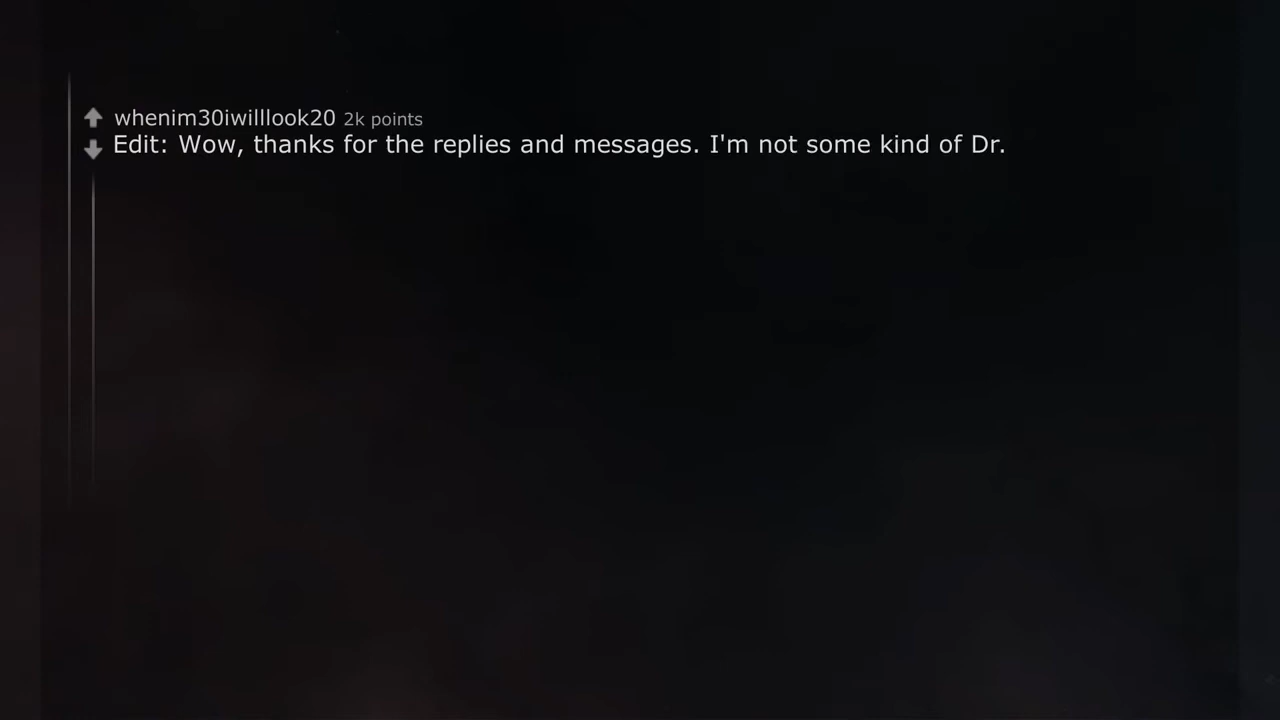 whenim30iwilllook20 2k points
Edit: Wow, thanks for the replies and messages. I'm not some kind of Dr.